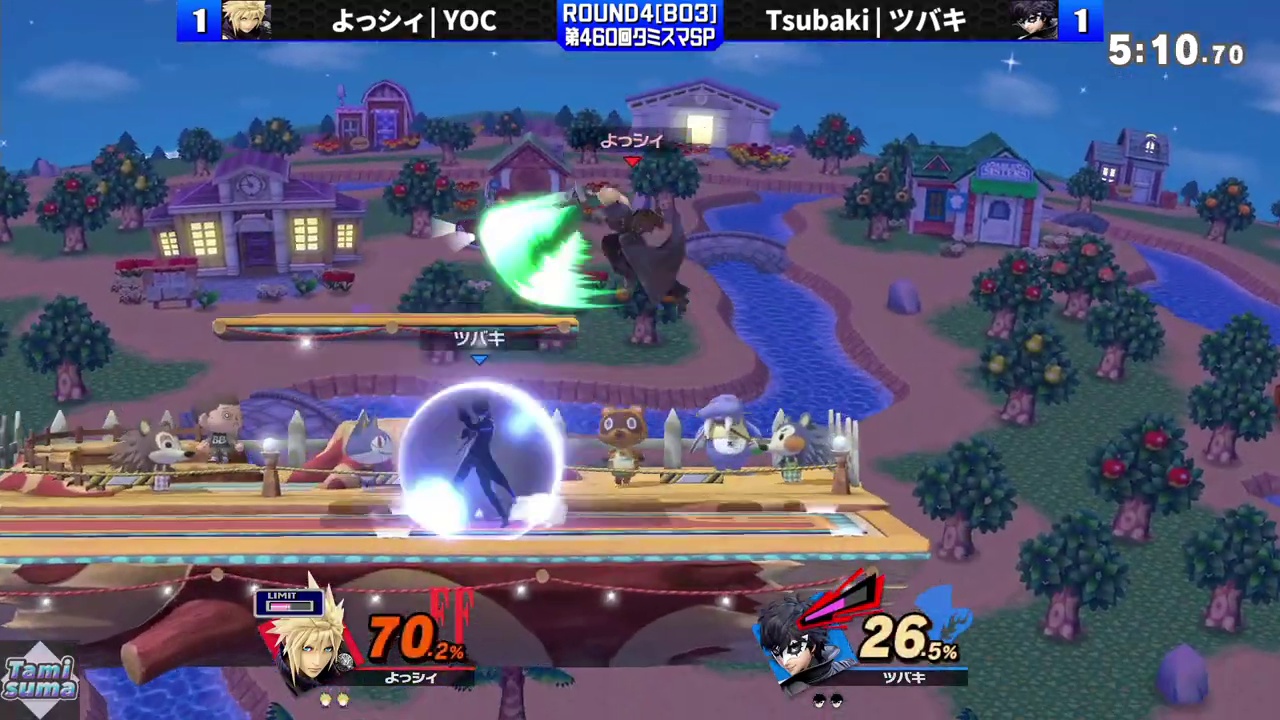 1 よっシィ | YOC
ROUND4[BO3]
第460回タミスマSP
Tsubaki | ツバキ 1
5:10.70
よっシィ
ツバキ
BB
LIMIT
70.2%
よっシィ
26.5%
ツバキ
Tami
suma